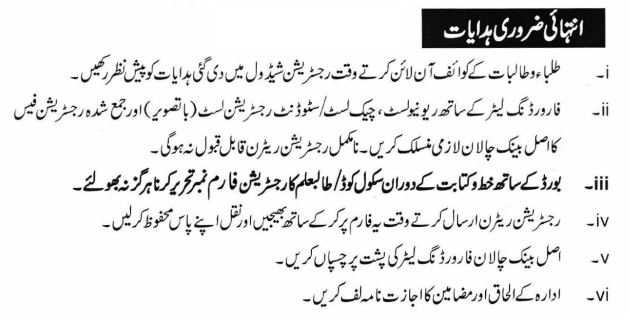 انتہائی ضروری ہدایات
i۔ طلباء و طالبات کے کوائف آن لائن کرتے وقت رجسٹریشن شیڈول میں دی گئی ہدایات کو پیش نظر رکھیں۔
ii۔ فارورڈنگ لیٹر کے ساتھ ریونیو لسٹ، چیک لسٹ/سٹوڈنٹ رجسٹریشن لسٹ (باتصویر) اور جمع شدہ رجسٹریشن فیس
کا اصل بینک چالان لازمی منسلک کریں۔ نامکمل رجسٹریشن ریٹرن قابل قبول نہ ہوگی۔
iii۔ بورڈ کے ساتھ خط و کتابت کے دوران سکول کوڈ/طالبعلم کا رجسٹریشن فارم نمبر تحریر کرنا ہرگز نہ بھولئے۔
iv۔ رجسٹریشن ریٹرن ارسال کرتے وقت یہ فارم پر کر کے ساتھ بھیجیں اور نقل اپنے پاس محفوظ کر لیں۔
v۔ اصل بینک چالان فارورڈنگ لیٹر کی پشت پر چسپاں کریں۔
vi۔ ادارہ کے الحاق اور مضامین کا اجازت نامہ لف کریں۔